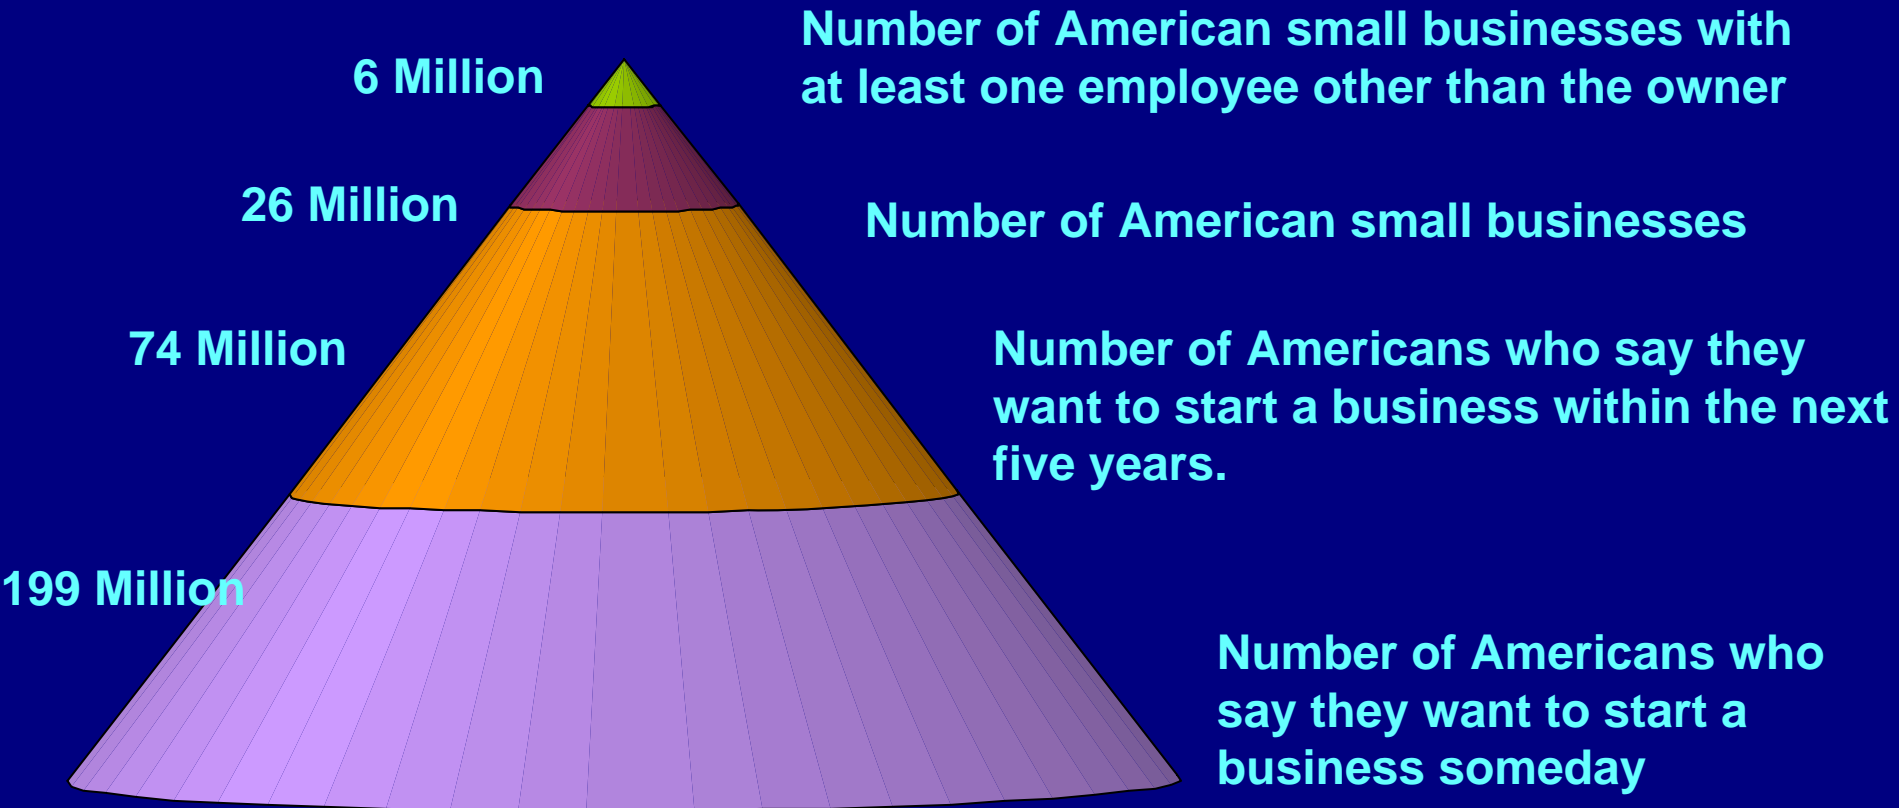 6 Million
Number of American small businesses with
at least one employee other than the owner
26 Million
Number of American small businesses
74 Million
Number of Americans who say they
want to start a business within the next
five years.
199 Million
Number of Americans who
say they want to start a
business someday